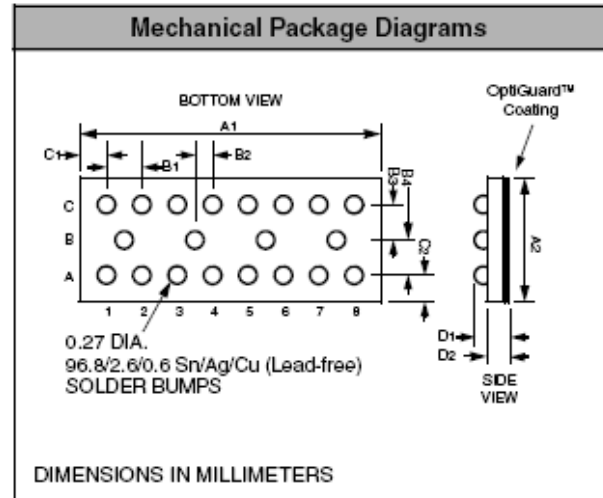 Mechanical Package Diagrams
BOTTOM VIEW
OptiGuard™
Coating
A1
C1
B1
B2
B3
B4
C
B
A
C2
A2
1 2 3 4 5 6 7 8
D1
D2
SIDE
VIEW
0.27 DIA.
96.8/2.6/0.6 Sn/Ag/Cu (Lead-free)
SOLDER BUMPS
DIMENSIONS IN MILLIMETERS